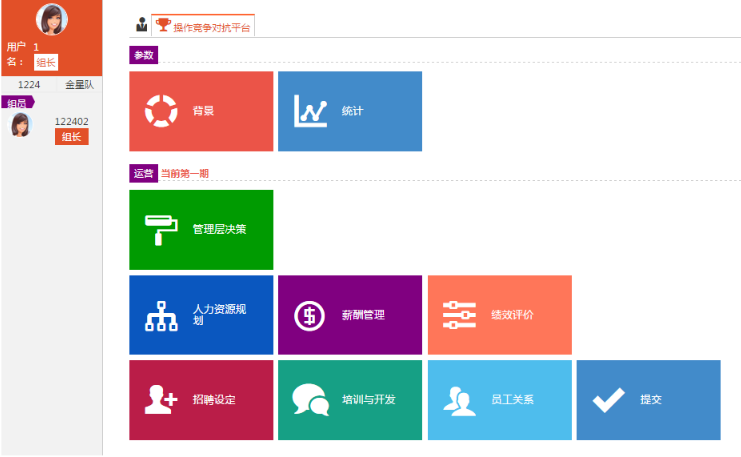 用户 1
名： 组长
1224 金星队
组员
122402
组长
操作竞争对抗平台
参数
背景
统计
运营 当前第一期
管理层决策
人力资源规
划
薪酬管理
绩效评价
招聘设定
培训与开发
员工关系
提交